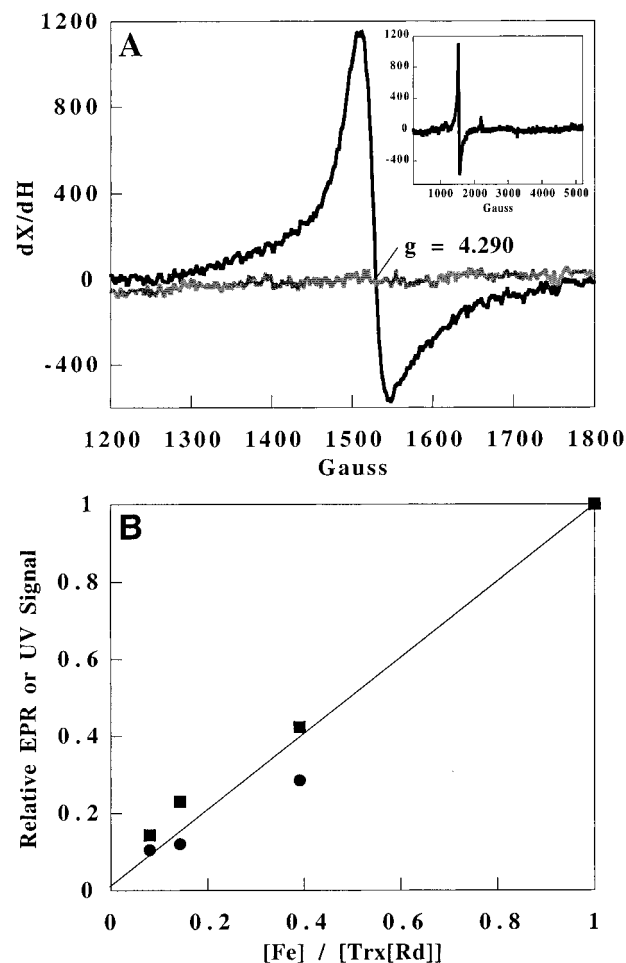 A
1200
800
400
0
-400
dX/dH
1200 1300 1400 1500 1600 1700 1800
Gauss
g = 4.290
1200
800
400
0
-400
1000 2000 3000 4000 5000
Gauss
B
1
0.8
0.6
0.4
0.2
0
Relative EPR or UV Signal
0 0.2 0.4 0.6 0.8 1
[Fe] / [Trx[Rd]]